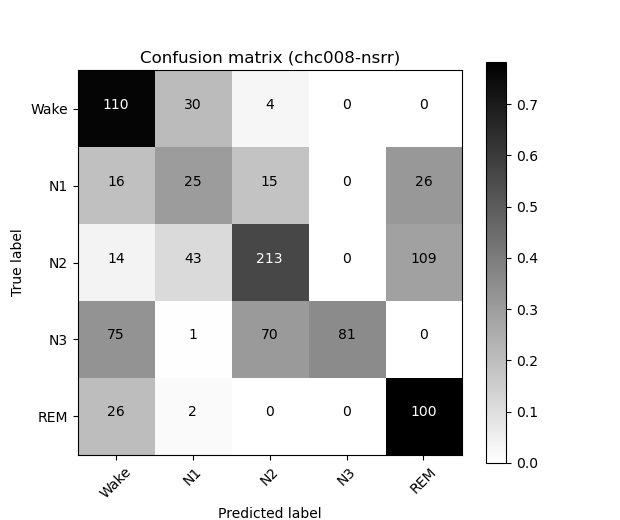 Confusion matrix (chc008-nsrr)
True label
Wake 110 30 4 0 0
N1 16 25 15 0 26
N2 14 43 213 0 109
N3 75 1 70 81 0
REM 26 2 0 0 100
Wake N1 N2 N3 REM
Predicted label
0.7
0.6
0.5
0.4
0.3
0.2
0.1
0.0